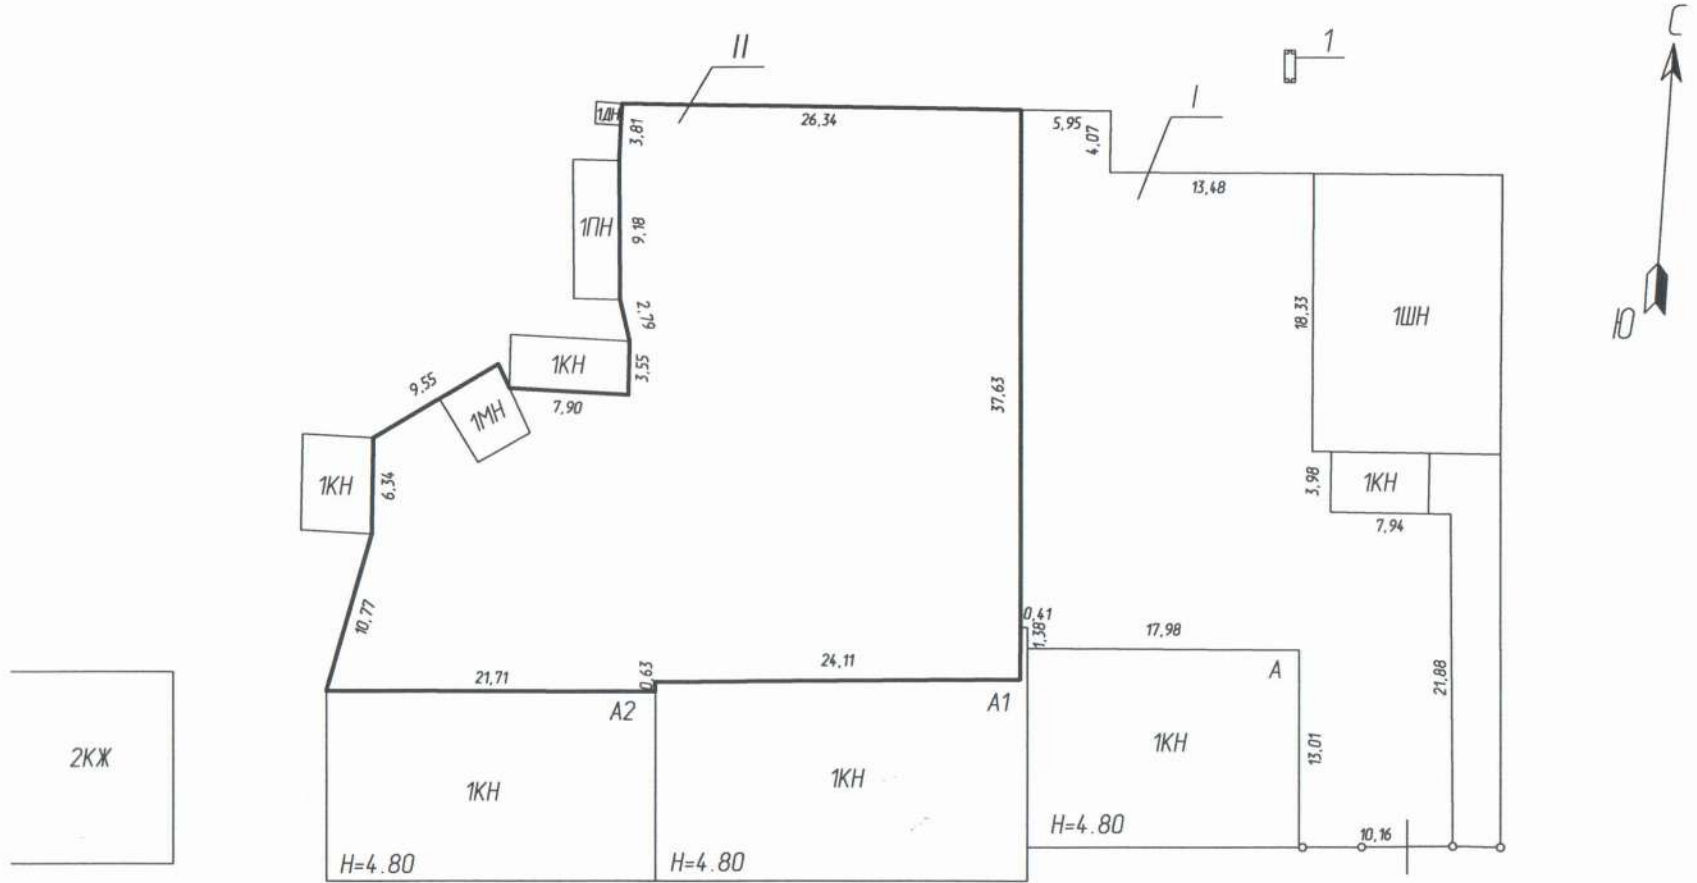 С
II
1
I
1ДН
26,34
5,95
4,07
3,81
13,48
1ПН
9,18
2,79
18,33
1ШН
Ю
1КН
3,55
9,55
7,90
1МН
37,63
1КН
6,34
3,98
1КН
7,94
10,77
0,41
1,38
17,98
21,71
0,63
24,11
А
21,88
А2
А1
2КЖ
1КН
1КН
1КН
13,01
Н=4.80
Н=4.80
Н=4.80
10,16